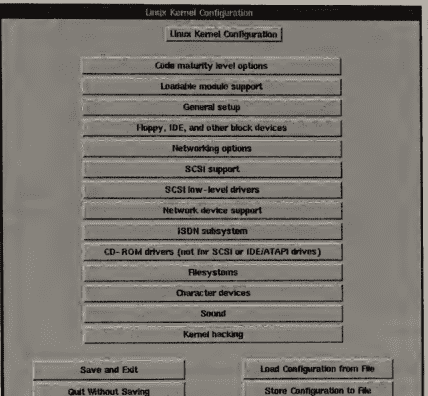 Linux Kernel Configuration
Linux Kernel Configuration
Code maturity level options
Loadable module support
General setup
Floppy, IDE, and other block devices
Networking options
SCSI support
SCSI low-level drivers
Network device support
ISDN subsystem
CD-ROM drivers (not for SCSI or IDE/ATAPI drives)
Filesystems
Character devices
Sound
Kernel hacking
Save and Exit
Load Configuration from File
Quit Without Saving
Store Configuration to File